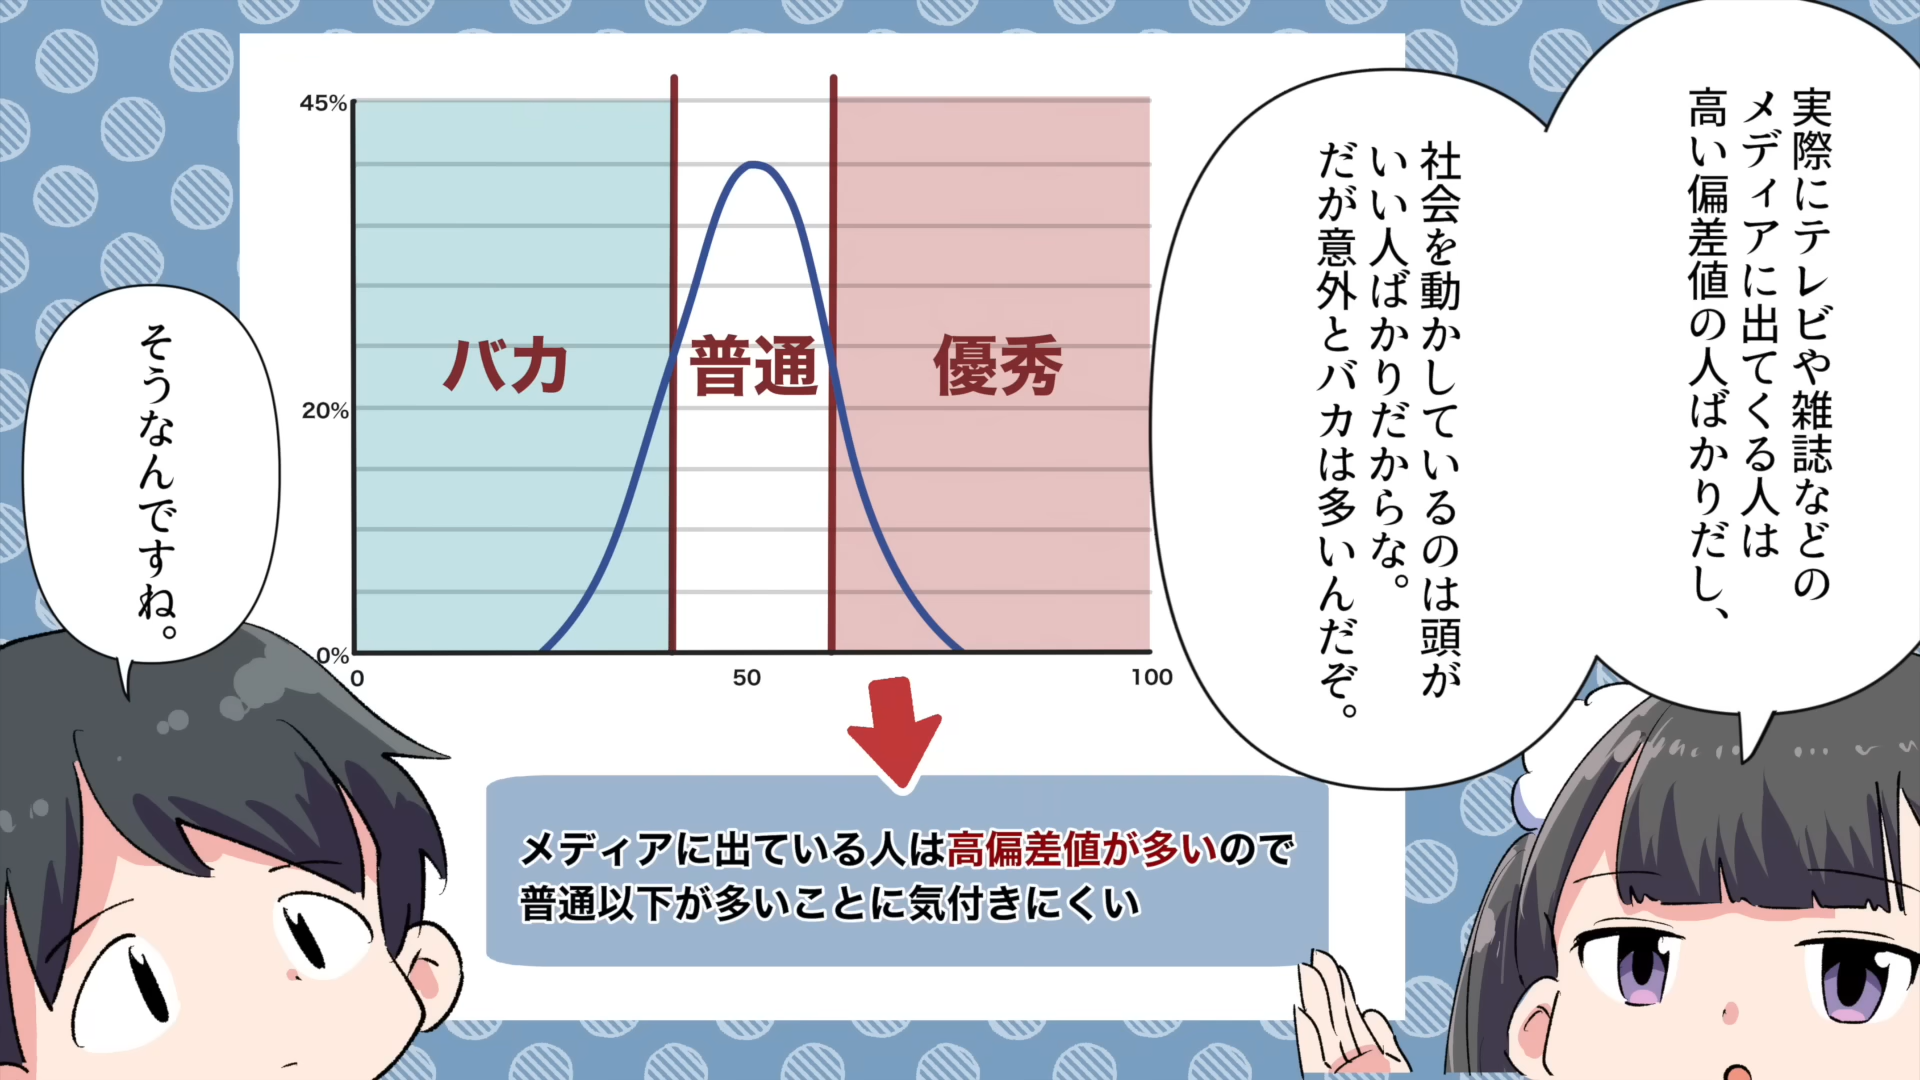 実際にテレビや雑誌などの
メディアに出てくる人は
高い偏差値の人ばかりだし、
社会を動かしているのは頭が
いい人ばかりだからな。
だが意外とバカは多いんだぞ。
そうなんですね。
45%
20%
0%
バカ
普通
優秀
0
50
100
メディアに出ている人は高偏差値が多いので
普通以下が多いことに気付きにくい